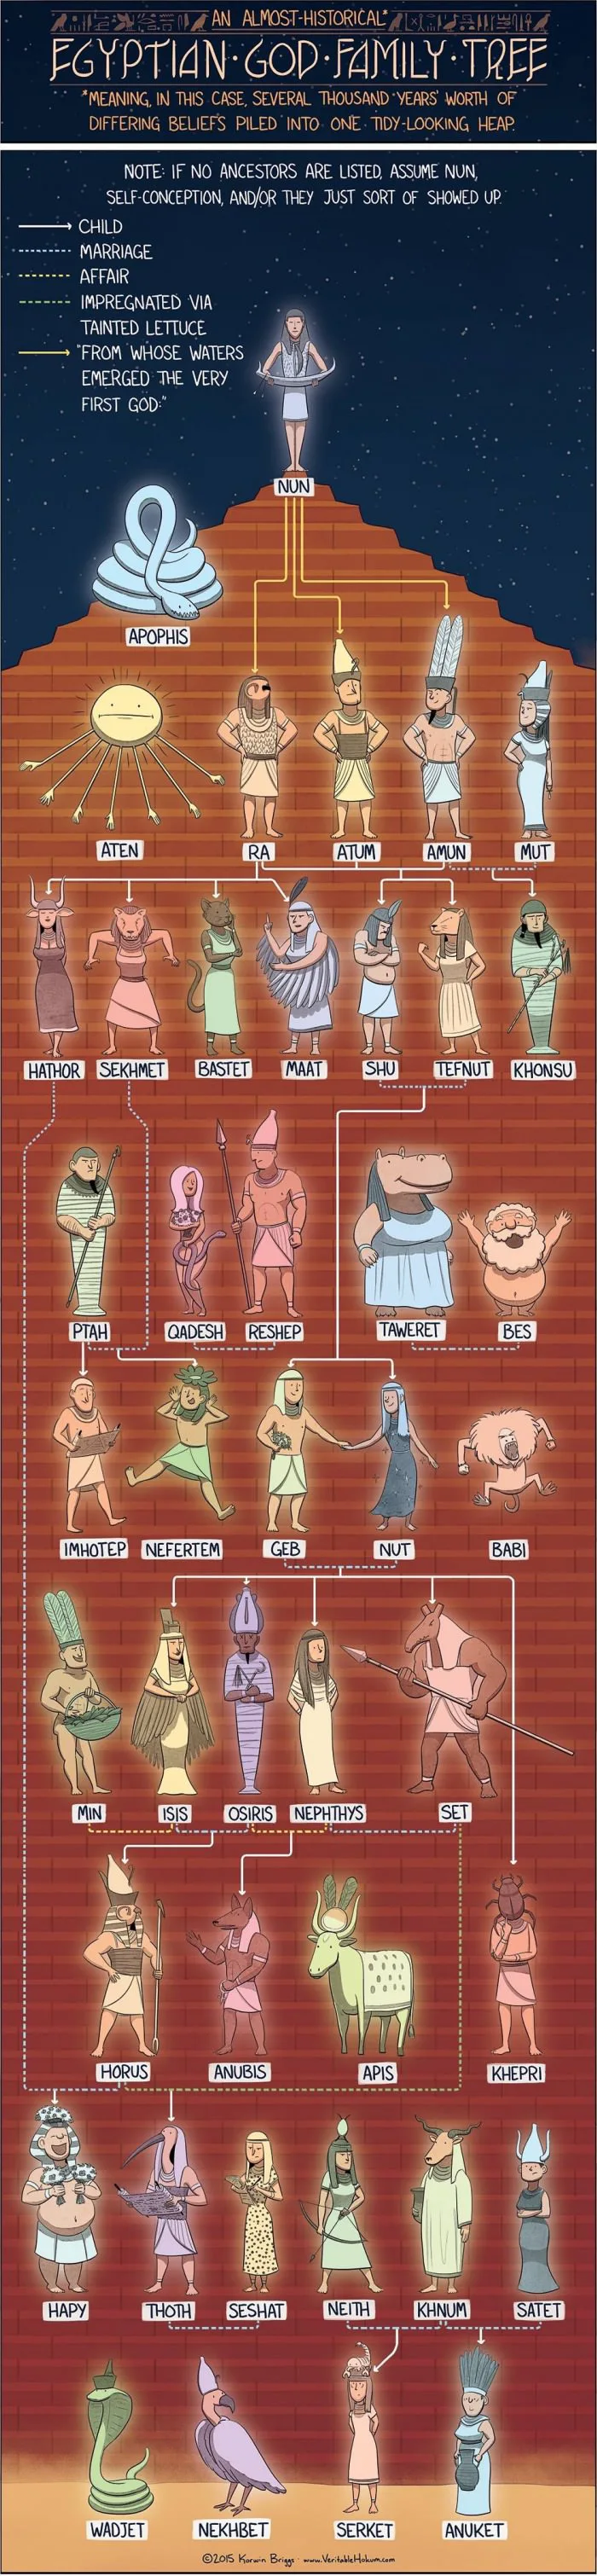 AN ALMOST-HISTORICAL*
EGYPTIAN·GOD·FAMILY·TREE
*MEANING, IN THIS CASE, SEVERAL THOUSAND YEARS' WORTH OF
DIFFERING BELIEFS PILED INTO ONE TIDY-LOOKING HEAP.
NOTE: IF NO ANCESTORS ARE LISTED, ASSUME NUN,
SELF-CONCEPTION, AND/OR THEY JUST SORT OF SHOWED UP.
CHILD
MARRIAGE
AFFAIR
IMPREGNATED VIA
TAINTED LETTUCE
"FROM WHOSE WATERS
EMERGED THE VERY
FIRST GOD."
NUN
APOPHIS
ATEN RA ATUM AMUN MUT
HATHOR SEKHMET BASTET MAAT SHU TEFNUT KHONSU
PTAH QADESH RESHEP TAWERET BES
IMHOTEP NEFERTEM GEB NUT BABI
MIN ISIS OSIRIS NEPHTHYS SET
HORUS ANUBIS APIS KHEPRI
HAPY THOTH SESHAT NEITH KHNUM SATET
WADJET NEKHBET SERKET ANUKET
©2015 Korwin Briggs - www.VeritableHokum.com